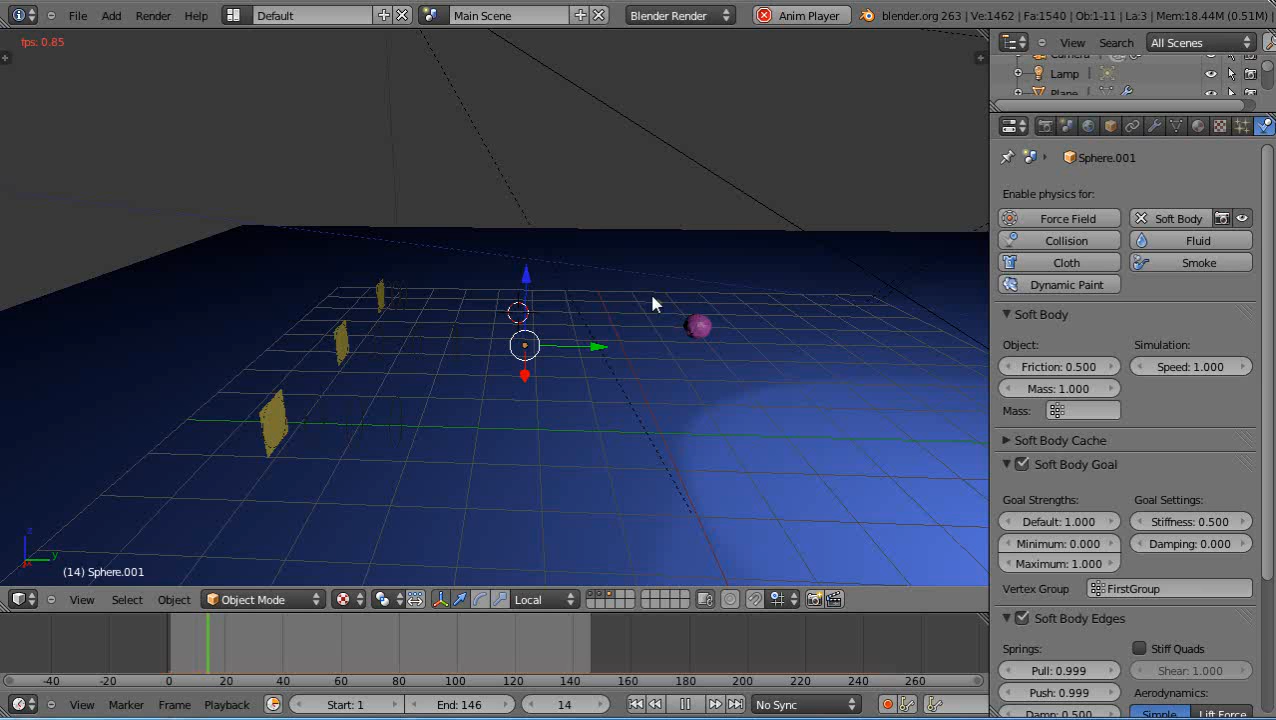 File Add Render Help Default Main Scene Blender Render Anim Player blender.org 263 | Ve:1462 | Fa:1540 | Ob:1-11 | La:3 | Mem:18.44M (0.51M) |
fps: 0.85
View Search All Scenes
Camera
Lamp
Plane
Sphere.001
Enable physics for:
Force Field Soft Body
Collision Fluid
Cloth Smoke
Dynamic Paint
Soft Body
Object: Simulation:
Friction: 0.500 Speed: 1.000
Mass: 1.000
Mass:
Soft Body Cache
Soft Body Goal
Goal Strengths: Goal Settings:
Default: 1.000 Stiffness: 0.500
Minimum: 0.000 Damping: 0.000
Maximum: 1.000
Vertex Group FirstGroup
Soft Body Edges
Springs: Stiff Quads
Pull: 0.999 Shear: 1.000
Push: 0.999 Aerodynamics:
Damp: 0.500 Simple Lift Force
z
y
(14) Sphere.001
View Select Object Object Mode Local
-40 -20 0 20 40 60 80 100 120 140 160 180 200 220 240 260
View Marker Frame Playback Start: 1 End: 146 14 No Sync